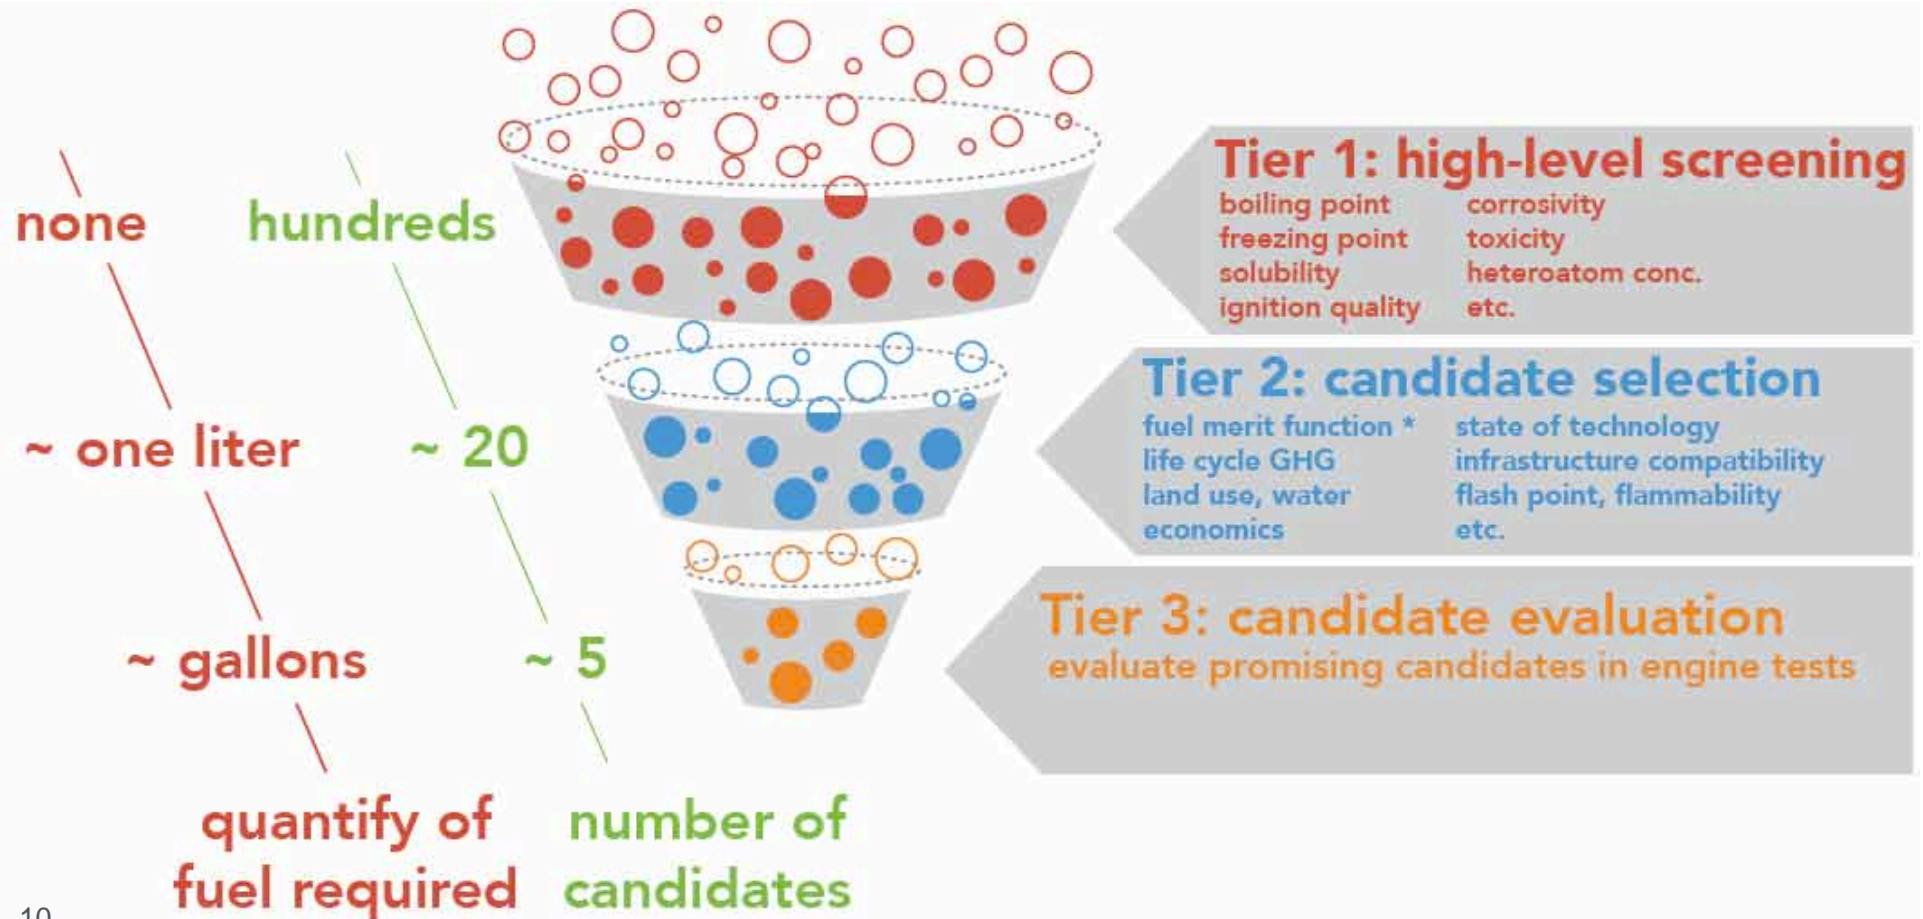 none
hundreds
~ one liter
~ 20
~ gallons
~ 5
quantify of
fuel required
number of
candidates
Tier 1: high-level screening
boiling point
freezing point
solubility
ignition quality
corrosivity
toxicity
heteroatom conc.
etc.
Tier 2: candidate selection
fuel merit function *
life cycle GHG
land use, water
economics
state of technology
infrastructure compatibility
flash point, flammability
etc.
Tier 3: candidate evaluation
evaluate promising candidates in engine tests
10